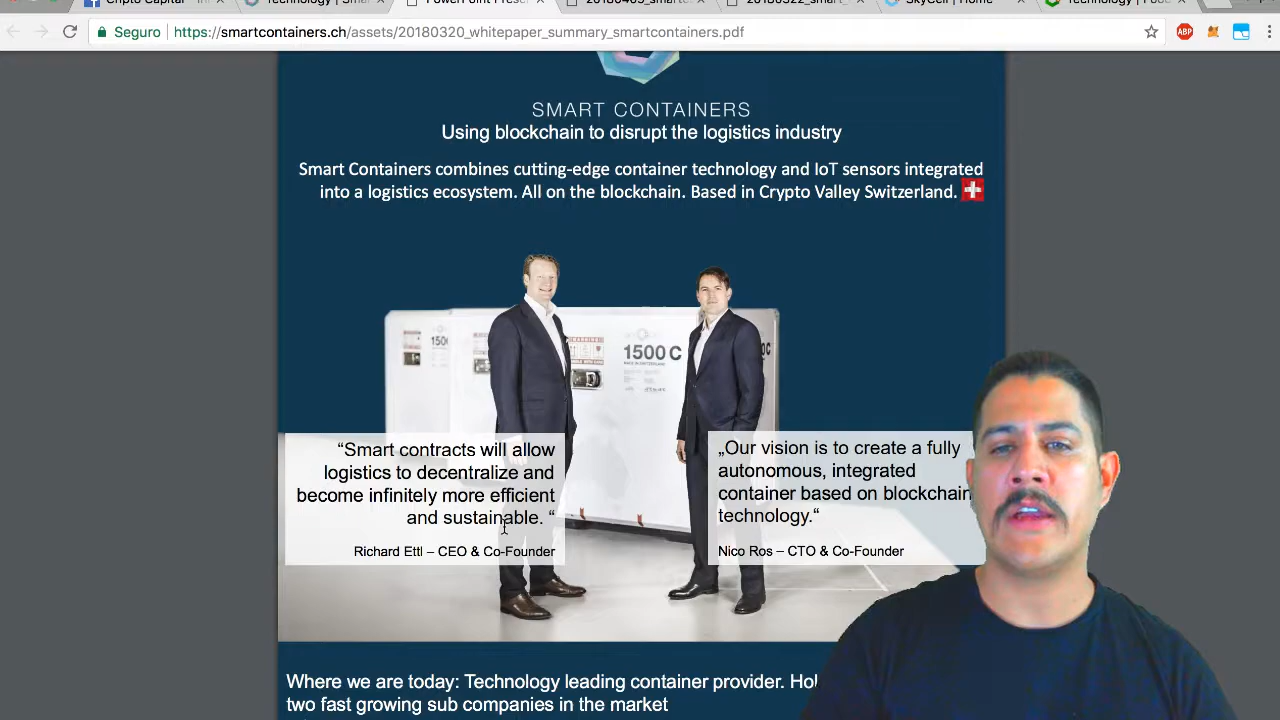 Seguro
https://smartcontainers.ch/assets/20180320_whitepaper_summary_smartcontainers.pdf
ABP
SMART CONTAINERS
Using blockchain to disrupt the logistics industry
Smart Containers combines cutting-edge container technology and IoT sensors integrated
into a logistics ecosystem. All on the blockchain. Based in Crypto Valley Switzerland.
1500C
“Smart contracts will allow
logistics to decentralize and
become infinitely more efficient
and sustainable. “
Richard Ettl – CEO & Co-Founder
„Our vision is to create a fully
autonomous, integrated
container based on blockchain
technology.“
Nico Ros – CTO & Co-Founder
Where we are today: Technology leading container provider.
two fast growing sub companies in the market